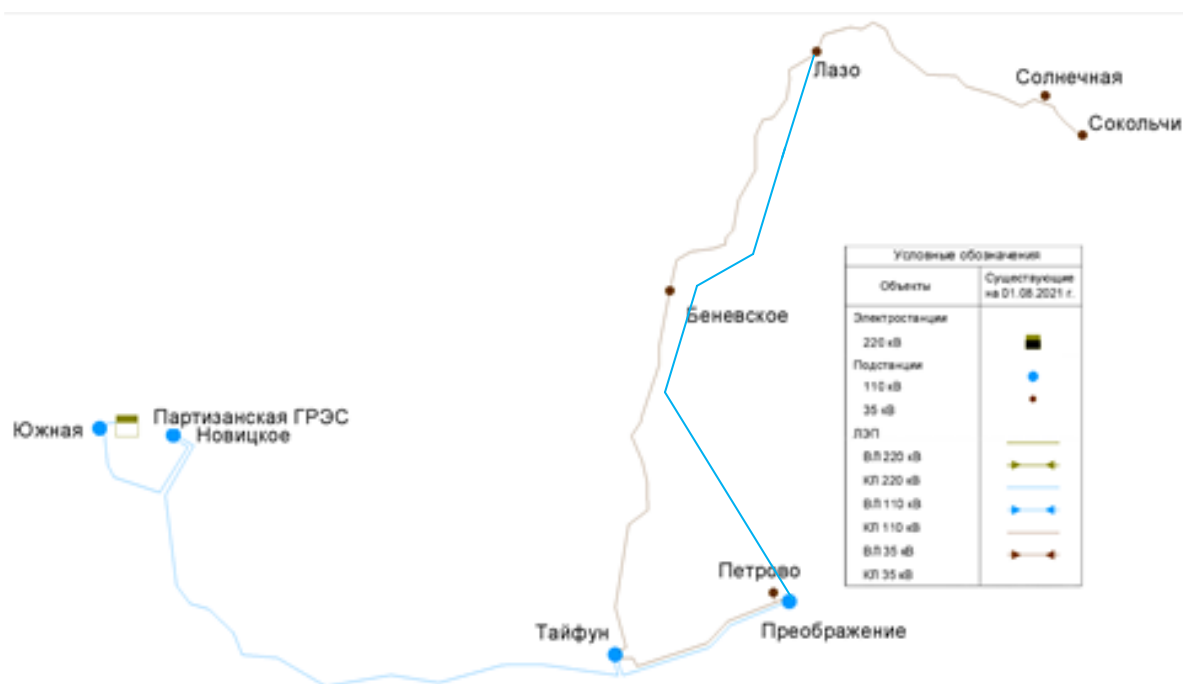 Лазо
Солнечная
Сокольчи
Беневское
Партизанская ГРЭС
Южная
Новицкое
Петрово
Преображение
Тайфун
Условные обозначения
Объекты
Существующие
на 01.08.2021 г.
Электростанции
220 кВ
Подстанции
110 кВ
35 кВ
ЛЭП
ВЛ 220 кВ
КЛ 220 кВ
ВЛ 110 кВ
КЛ 110 кВ
ВЛ 35 кВ
КЛ 35 кВ